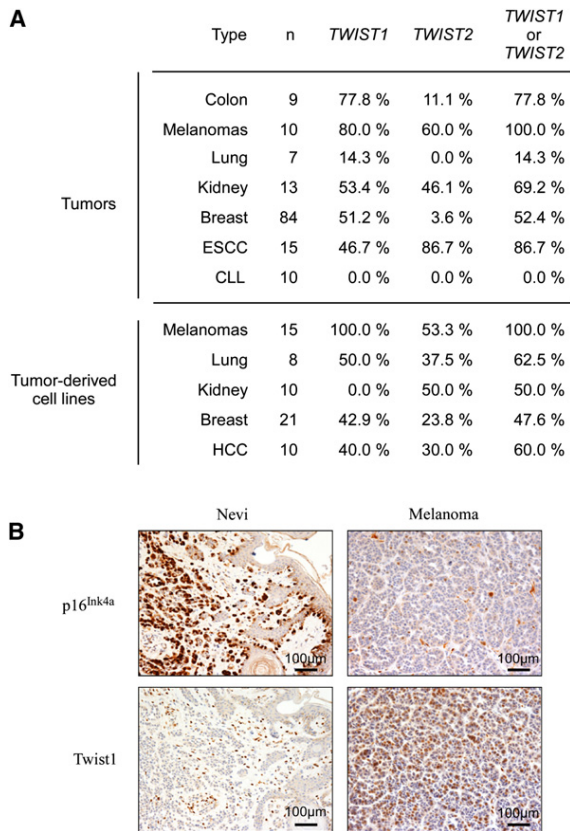 A
Type n TWIST1 TWIST2 TWIST1 or TWIST2
Tumors
Colon 9 77.8 % 11.1 % 77.8 %
Melanomas 10 80.0 % 60.0 % 100.0 %
Lung 7 14.3 % 0.0 % 14.3 %
Kidney 13 53.4 % 46.1 % 69.2 %
Breast 84 51.2 % 3.6 % 52.4 %
ESCC 15 46.7 % 86.7 % 86.7 %
CLL 10 0.0 % 0.0 % 0.0 %
Tumor-derived cell lines
Melanomas 15 100.0 % 53.3 % 100.0 %
Lung 8 50.0 % 37.5 % 62.5 %
Kidney 10 0.0 % 50.0 % 50.0 %
Breast 21 42.9 % 23.8 % 47.6 %
HCC 10 40.0 % 30.0 % 60.0 %
B
Nevi Melanoma
p16Ink4a
100μm 100μm
Twist1
100μm 100μm